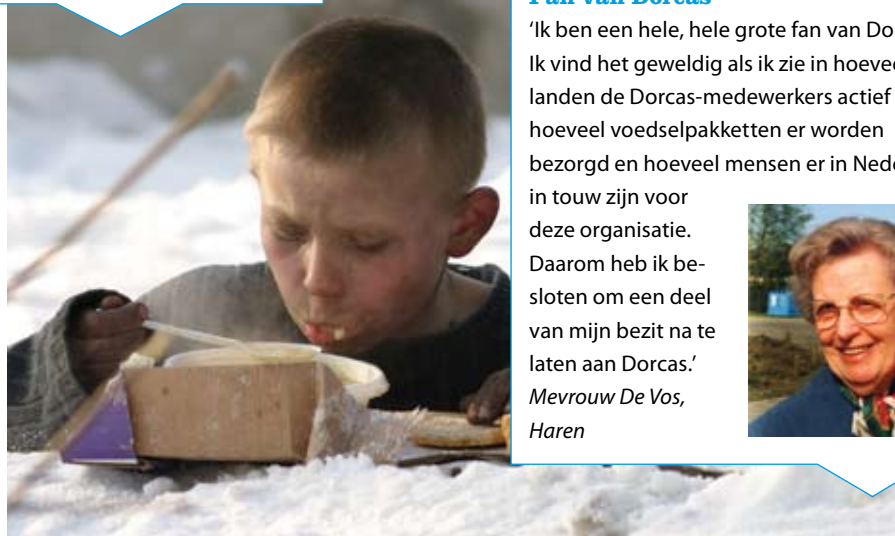 Fan van Dorcas
'Ik ben een hele, hele grote fan van Do
Ik vind het geweldig als ik zie in hoevee
landen de Dorcas-medewerkers actief
hoeveel voedselpakketten er worden
bezorgd en hoeveel mensen er in Nede
in touw zijn voor
deze organisatie.
Daarom heb ik be-
sloten om een deel
van mijn bezit na te
laten aan Dorcas.'
Mevrouw De Vos,
Haren